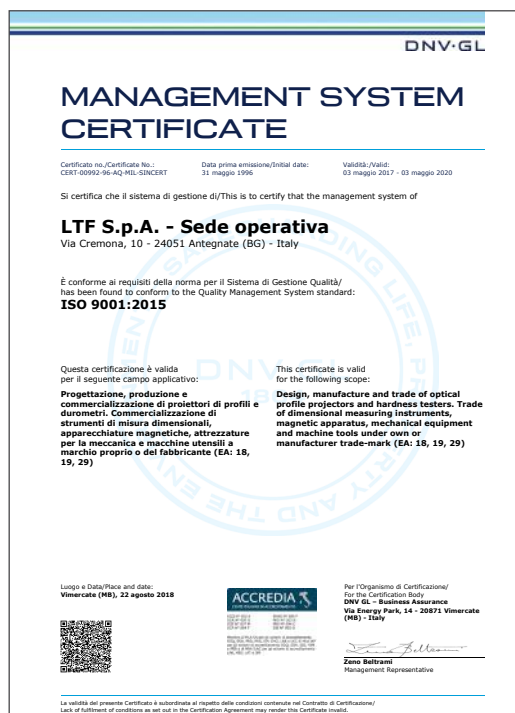 DNV·GL
MANAGEMENT SYSTEM
CERTIFICATE
Certificato no./Certificate No.:
CERT-00992-96-AQ-MIL-SINCERT
Data prima emissione/Initial date:
31 maggio 1996
Validità:/Valid:
03 maggio 2017 - 03 maggio 2020
Si certifica che il sistema di gestione di/This is to certify that the management system of
LTF S.p.A. - Sede operativa
Via Cremona, 10 - 24051 Antegnate (BG) - Italy
È conforme ai requisiti della norma per il Sistema di Gestione Qualità/
has been found to conform to the Quality Management System standard:
ISO 9001:2015
Questa certificazione è valida
per il seguente campo applicativo:
Progettazione, produzione e
commercializzazione di proiettori di profili e
durometri. Commercializzazione di
strumenti di misura dimensionali,
apparecchiature magnetiche, attrezzature
per la meccanica e macchine utensili a
marchio proprio o del fabbricante (EA: 18,
19, 29)
This certificate is valid
for the following scope:
Design, manufacture and trade of optical
profile projectors and hardness testers. Trade
of dimensional measuring instruments,
magnetic apparatus, mechanical equipment
and machine tools under own or
manufacturer trade-mark (EA: 18, 19, 29)
DNV·GL
Luogo e Data/Place and date:
Vimercate (MB), 22 agosto 2018
ACCREDIA
Per l'Organismo di Certificazione/
For the Certification Body
DNV GL – Business Assurance
Via Energy Park, 14 - 20871 Vimercate
(MB) - Italy
Zeno Beltrami
Management Representative
La validità del presente Certificato è subordinata al rispetto delle condizioni contenute nel Contratto di Certificazione/
Lack of fulfilment of conditions as set out in the Certification Agreement may render this Certificate invalid.